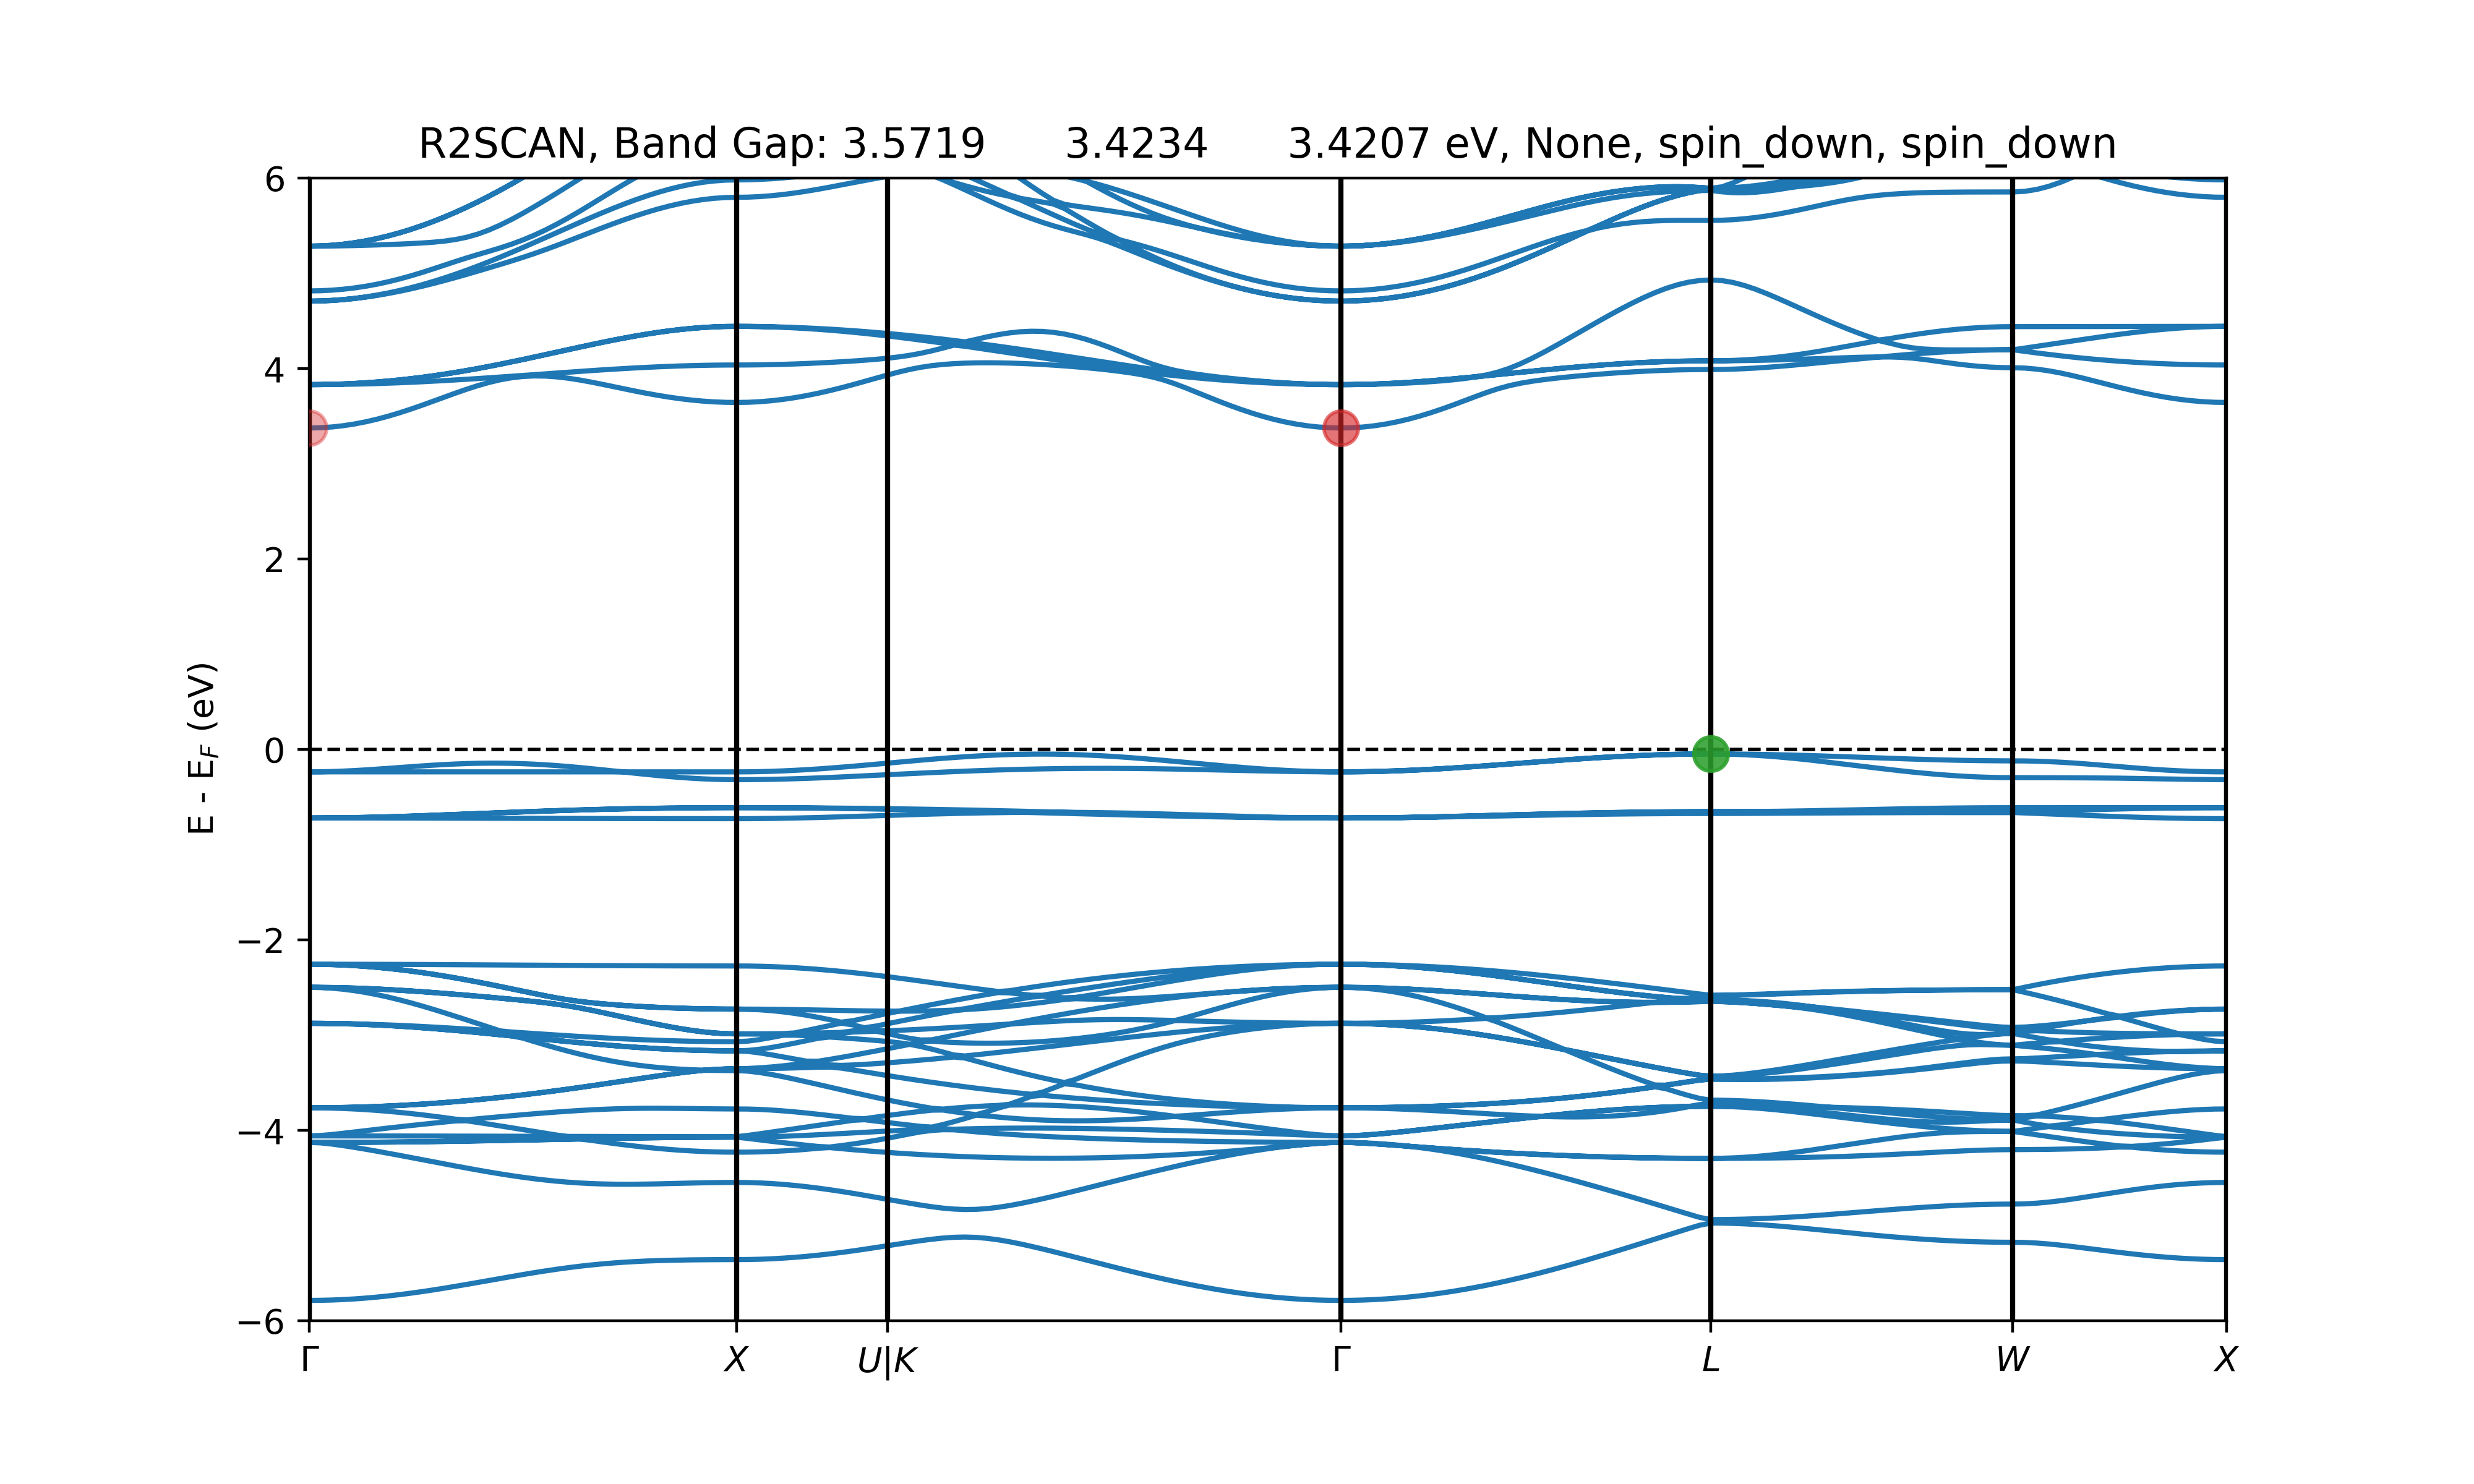 R2SCAN, Band Gap: 3.5719 3.4234 3.4207 eV, None, spin_down, spin_down
6
4
2
0
−2
−4
−6
E - E_F (eV)
Γ X U|K Γ L W X